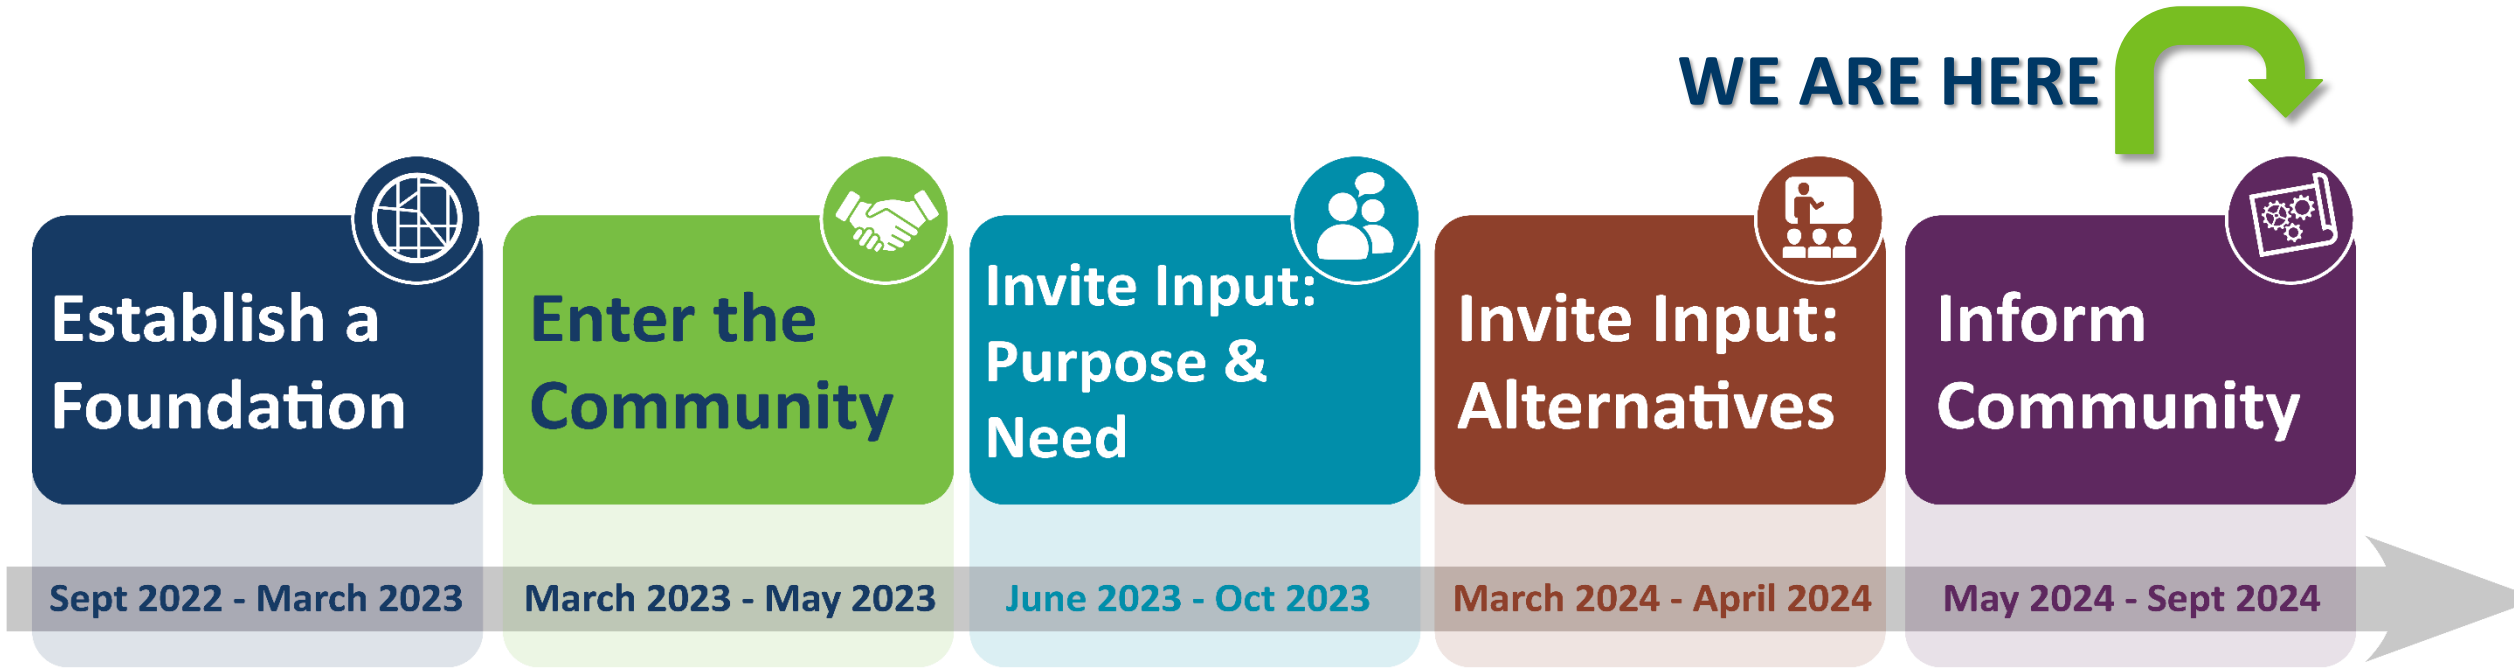 WE ARE HERE
Establish a
Foundation
Enter the
Community
Invite Input:
Purpose &
Need
Invite Input:
Alternatives
Inform
Community
Sept 2022 - March 2023
March 2023 - May 2023
June 2023 - Oct 2023
March 2024 - April 2024
May 2024 - Sept 2024